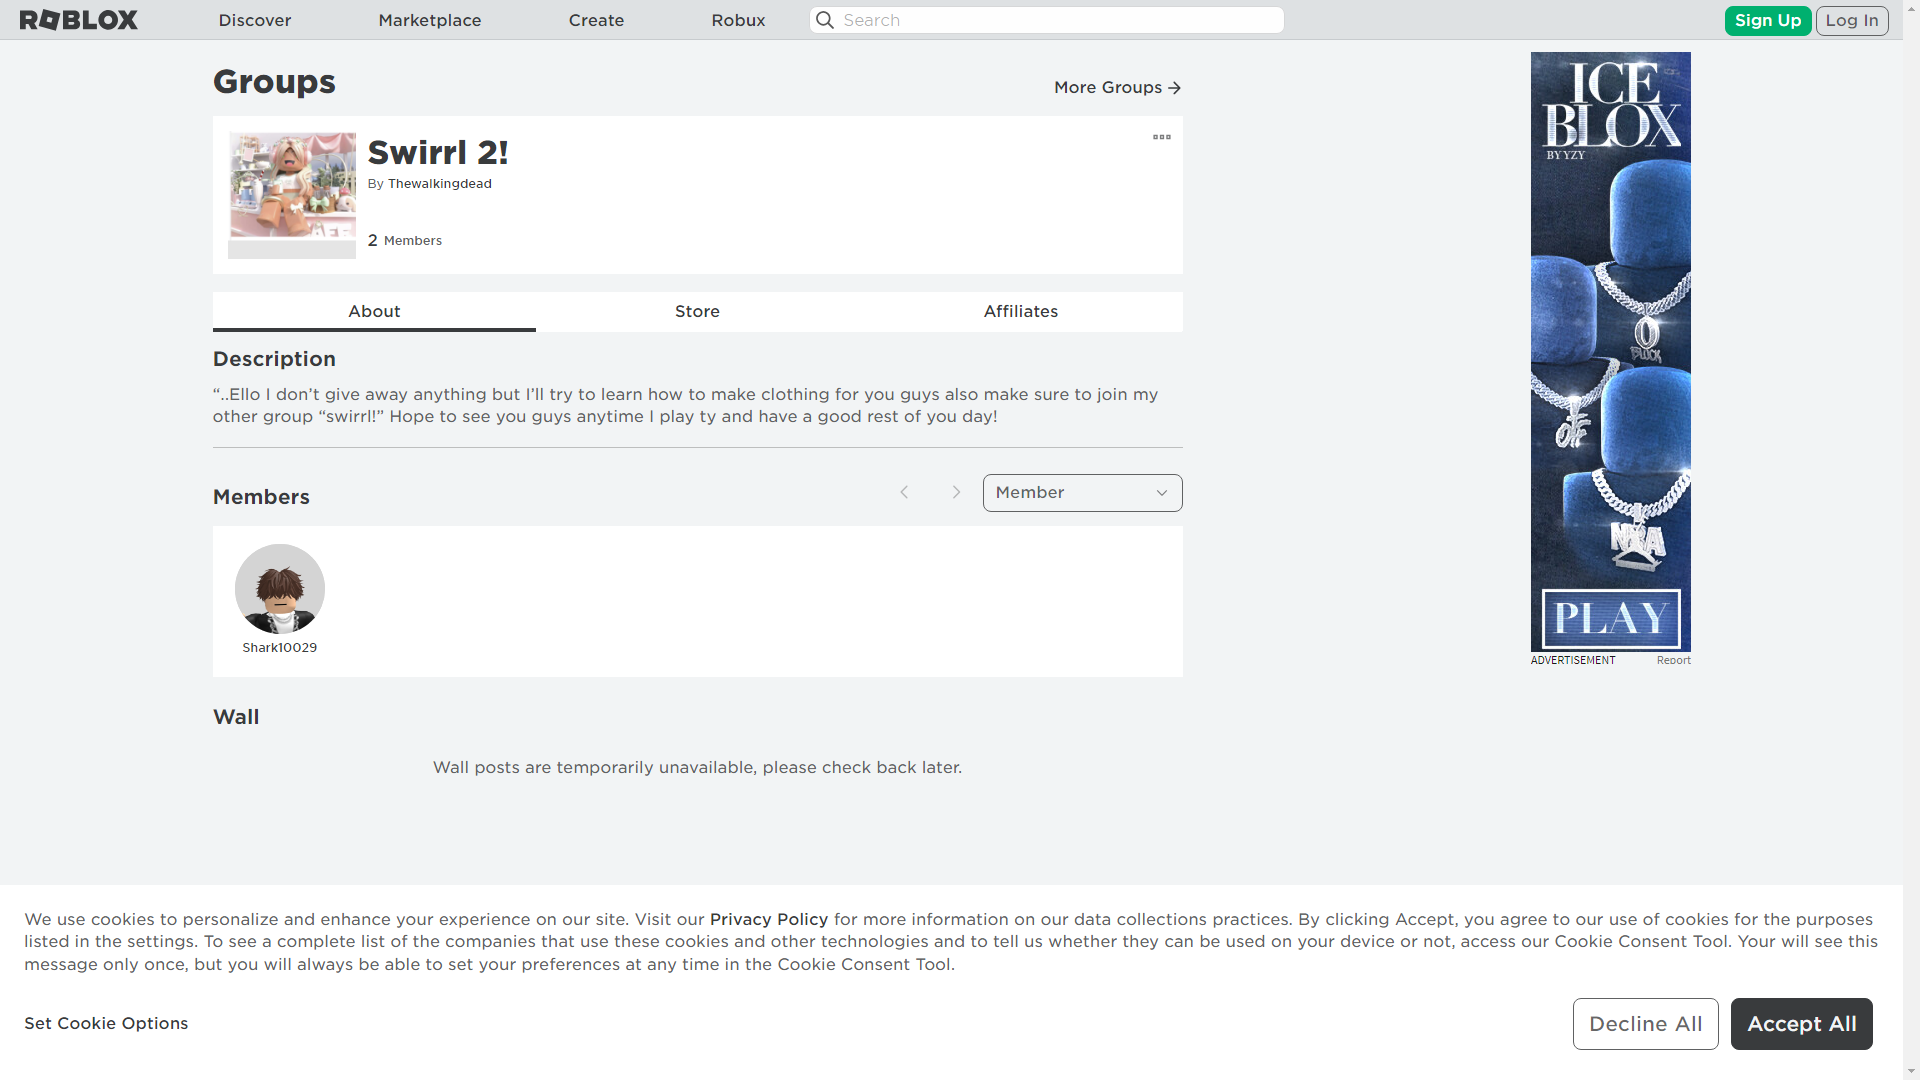 ROBLOX
Discover
Marketplace
Create
Robux
Search
Sign Up
Log In
Groups
More Groups
Swirrl 2!
By Thewalkingdead
2 Members
About
Store
Affiliates
Description
“..Ello I don’t give away anything but I’ll try to learn how to make clothing for you guys also make sure to join my
other group “swirrl!” Hope to see you guys anytime I play ty and have a good rest of you day!
Members
Member
Shark10029
Wall
Wall posts are temporarily unavailable, please check back later.
ICE
BLOX
BY YZY
O
BLOCK
OTF
NBA
PLAY
ADVERTISEMENT
Report
We use cookies to personalize and enhance your experience on our site. Visit our Privacy Policy for more information on our data collections practices. By clicking Accept, you agree to our use of cookies for the purposes
listed in the settings. To see a complete list of the companies that use these cookies and other technologies and to tell us whether they can be used on your device or not, access our Cookie Consent Tool. Your will see this
message only once, but you will always be able to set your preferences at any time in the Cookie Consent Tool.
Set Cookie Options
Decline All
Accept All